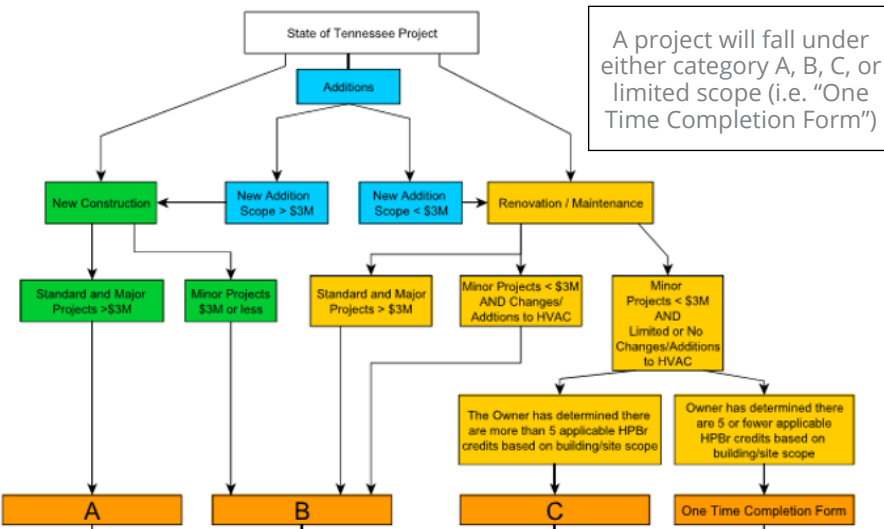 State of Tennessee Project
A project will fall under
either category A, B, C, or
limited scope (i.e. “One
Time Completion Form”)
Additions
New Construction
New Addition
Scope > $3M
New Addition
Scope < $3M
Renovation / Maintenance
Standard and Major
Projects >$3M
Minor Projects
$3M or less
Standard and Major
Projects > $3M
Minor Projects < $3M
AND Changes/
Addtions to HVAC
Minor
Projects < $3M
AND
Limited or No
Changes/Additions
to HVAC
The Owner has determined there
are more than 5 applicable HPBr
credits based on building/site scope
Owner has determined there
are 5 or fewer applicable
HPBr credits based on
building/site scope
A
B
C
One Time Completion Form